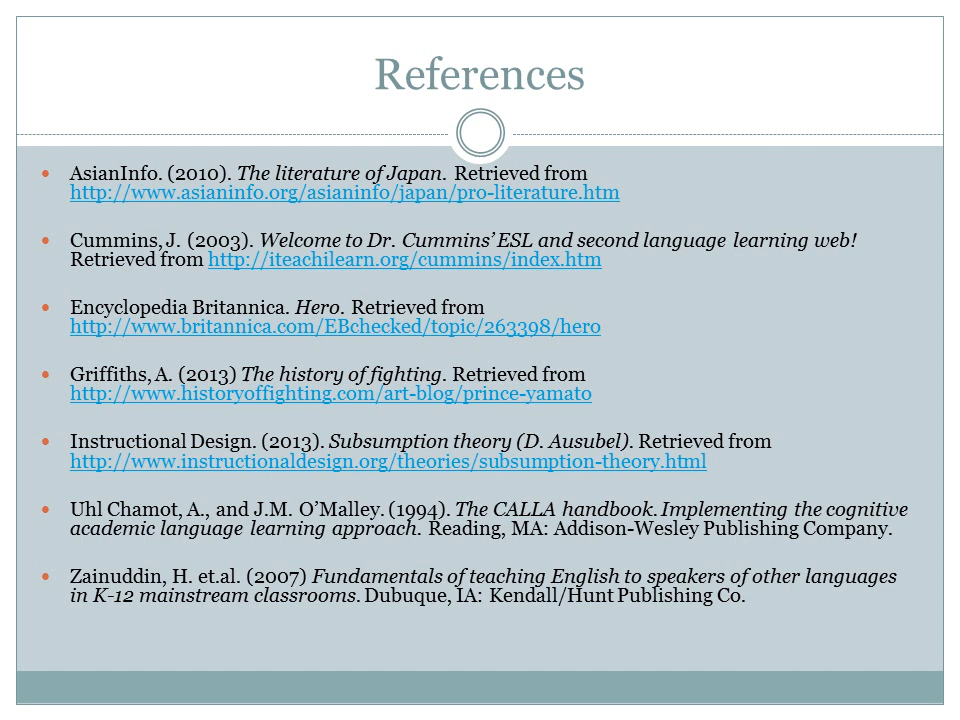 References
AsianInfo. (2010). The literature of Japan. Retrieved from
http://www.asianinfo.org/asianinfo/japan/pro-literature.htm
Cummins, J. (2003). Welcome to Dr. Cummins’ ESL and second language learning web!
Retrieved from http://iteachilearn.org/cummins/index.htm
Encyclopedia Britannica. Hero. Retrieved from
http://www.britannica.com/EBchecked/topic/263398/hero
Griffiths, A. (2013) The history of fighting. Retrieved from
http://www.historyoffighting.com/art-blog/prince-yamato
Instructional Design. (2013). Subsumption theory (D. Ausubel). Retrieved from
http://www.instructionaldesign.org/theories/subsumption-theory.html
Uhl Chamot, A., and J.M. O’Malley. (1994). The CALLA handbook. Implementing the cognitive
academic language learning approach. Reading, MA: Addison-Wesley Publishing Company.
Zainuddin, H. et.al. (2007) Fundamentals of teaching English to speakers of other languages
in K-12 mainstream classrooms. Dubuque, IA: Kendall/Hunt Publishing Co.